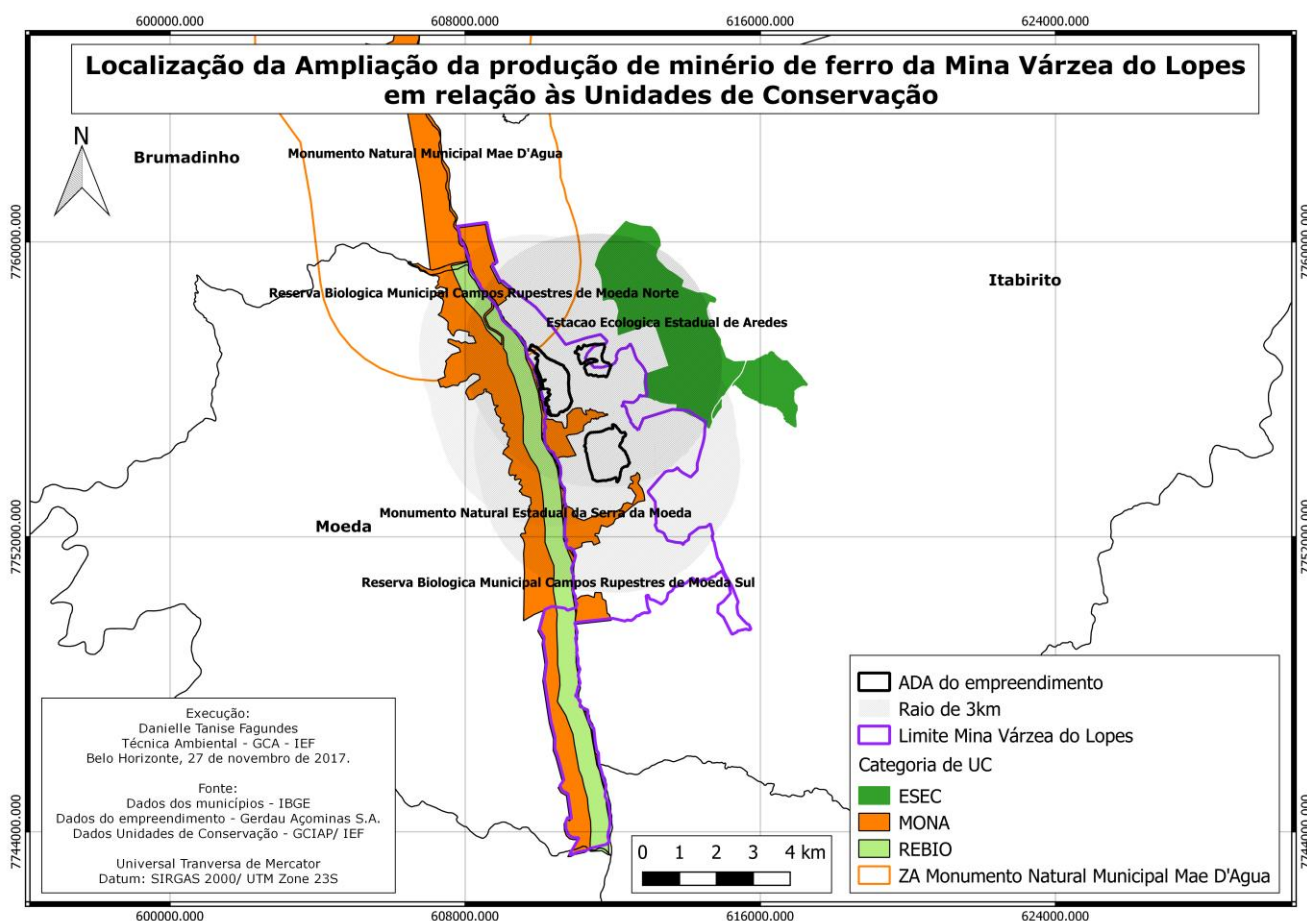 600000.000
608000.000
616000.000
624000.000
Localização da Ampliação da produção de minério de ferro da Mina Várzea do Lopes
em relação às Unidades de Conservação
N
Brumadinho
Monumento Natural Municipal Mae D'Agua
7760000.000
7760000.000
Itabirito
Reserva Biologica Municipal Campos Rupestres de Moeda Norte
Estacao Ecologica Estadual de Aredes
Monumento Natural Estadual da Serra da Moeda
Moeda
7752000.000
7752000.000
Reserva Biologica Municipal Campos Rupestres de Moeda Sul
Execução:
Danielle Tanise Fagundes
Técnica Ambiental - GCA - IEF
Belo Horizonte, 27 de novembro de 2017.
Fonte:
Dados dos municípios - IBGE
Dados do empreendimento - Gerdau Açominas S.A.
Dados Unidades de Conservação - GCIAP/ IEF
Universal Tranversa de Mercator
Datum: SIRGAS 2000/ UTM Zone 23S
0 1 2 3 4 km
ADA do empreendimento
Raio de 3km
Limite Mina Várzea do Lopes
Categoria de UC
ESEC
MONA
REBIO
ZA Monumento Natural Municipal Mae D'Agua
7744000.000
7744000.000
600000.000
608000.000
616000.000
624000.000